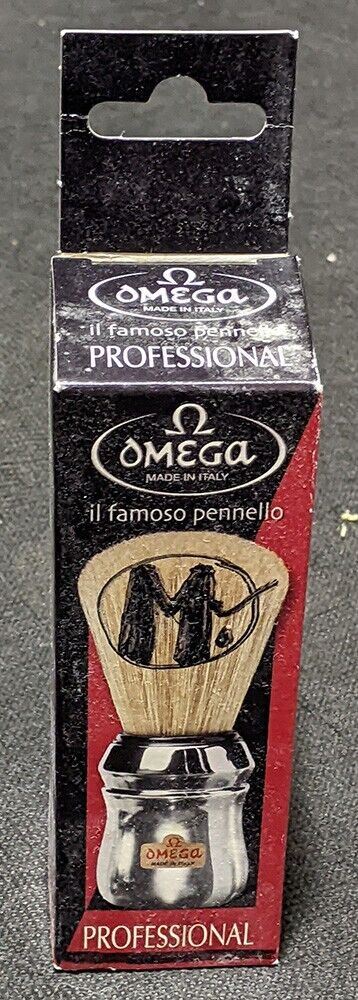 Ω
OMEGA
MADE IN ITALY
il famoso pennello
PROFESSIONAL
Ω
OMEGA
MADE IN ITALY
il famoso pennello
M.
Ω
OMEGA
MADE IN ITALY
PROFESSIONAL